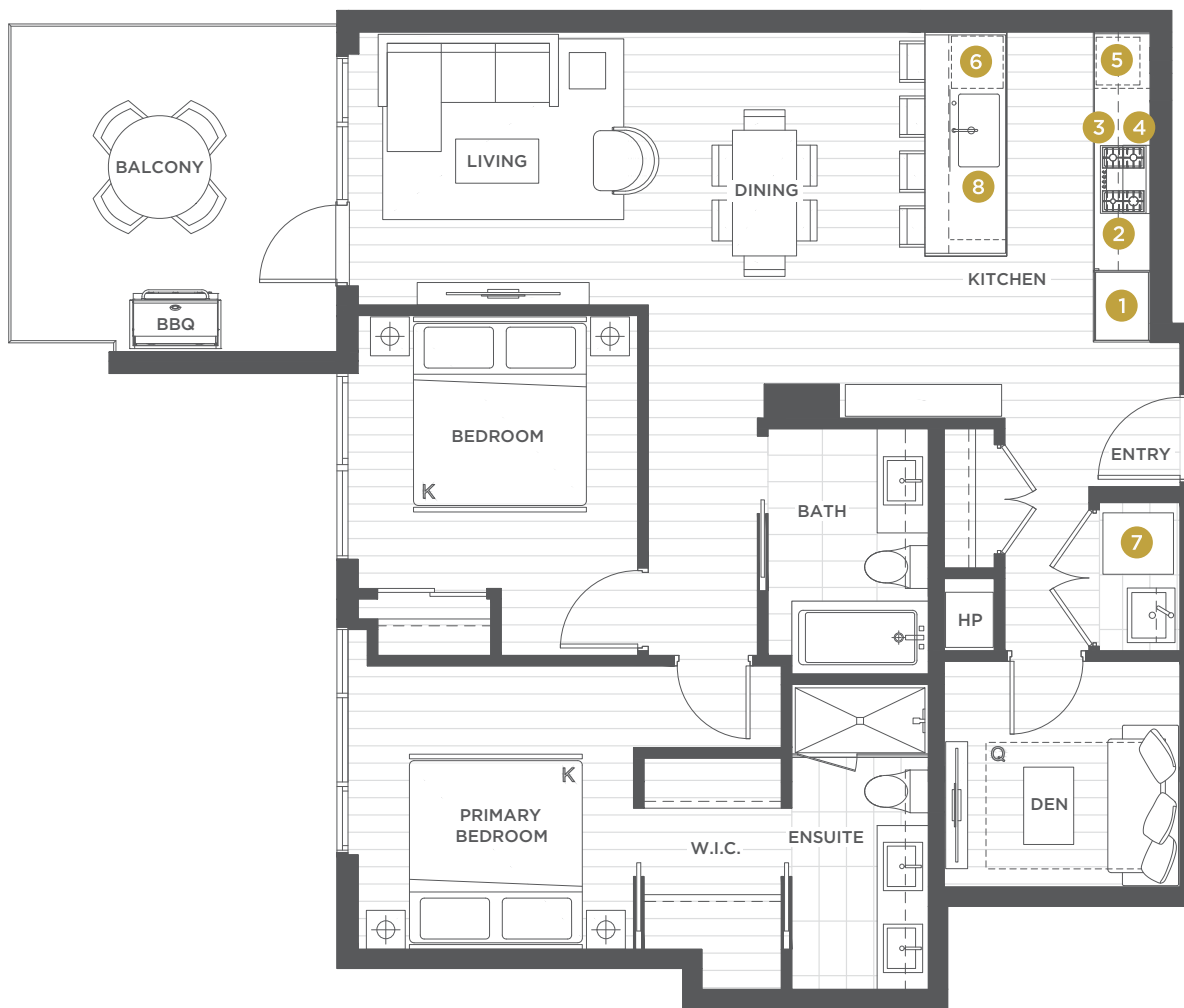 6
5
3
4
BALCONY
LIVING
DINING
8
2
KITCHEN
1
BBQ
BEDROOM
K
ENTRY
BATH
7
HP
K
Q
PRIMARY
BEDROOM
DEN
ENSUITE
W.I.C.